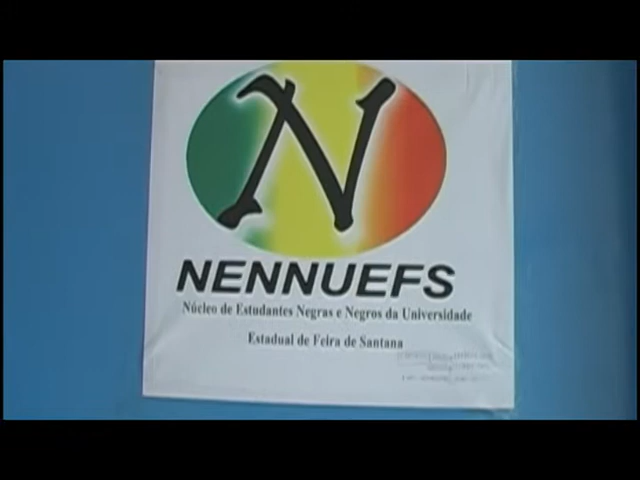 N
NENNUEFS
Núcleo de Estudantes Negras e Negros da Universidade
Estadual de Feira de Santana